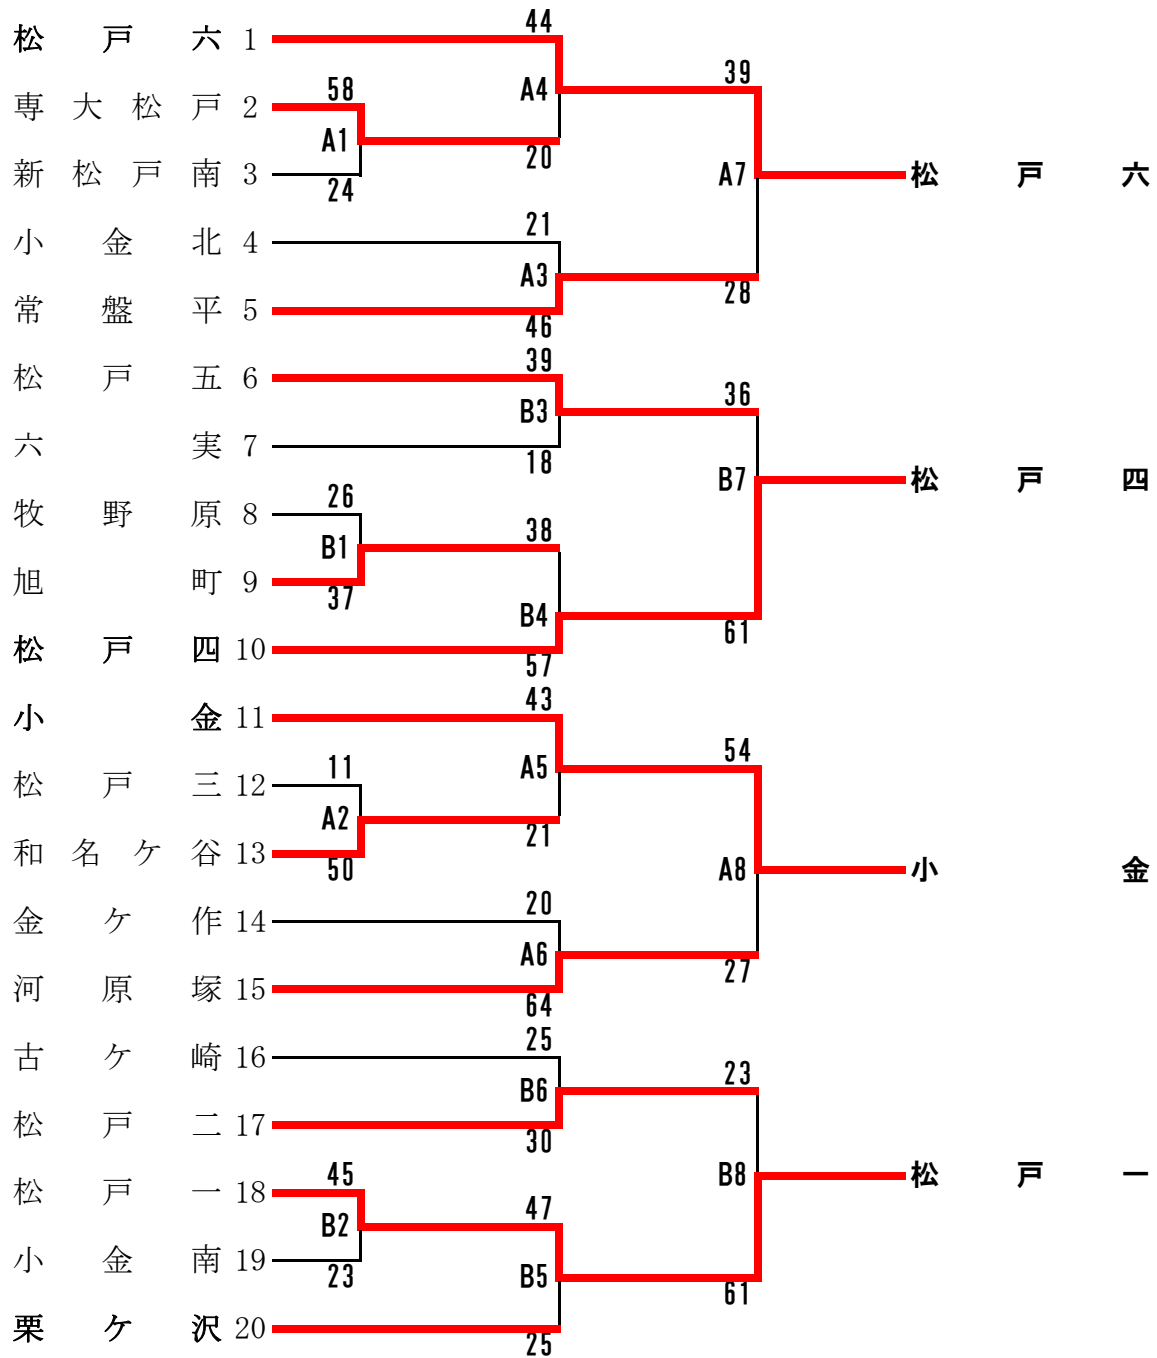 44
松戸六 1
39
58
A4
専大松戸 2
A1
20
新松戸南 3
A7
松戸六
24
21
小金北 4
A3
28
常盤平 5
46
39
松戸五 6
36
B3
六実 7
18
B7
松戸四
26
牧野原 8
38
B1
旭町 9
37
B4
61
松戸四 10
57
43
小金 11
54
11
A5
松戸三 12
A2
21
和名ケ谷 13
50
A8
小金
20
金ケ作 14
A6
27
河原塚 15
64
25
古ケ崎 16
23
B6
松戸二 17
30
45
B8
松戸一
松戸一 18
47
B2
小金南 19
23
B5
61
栗ケ沢 20
25